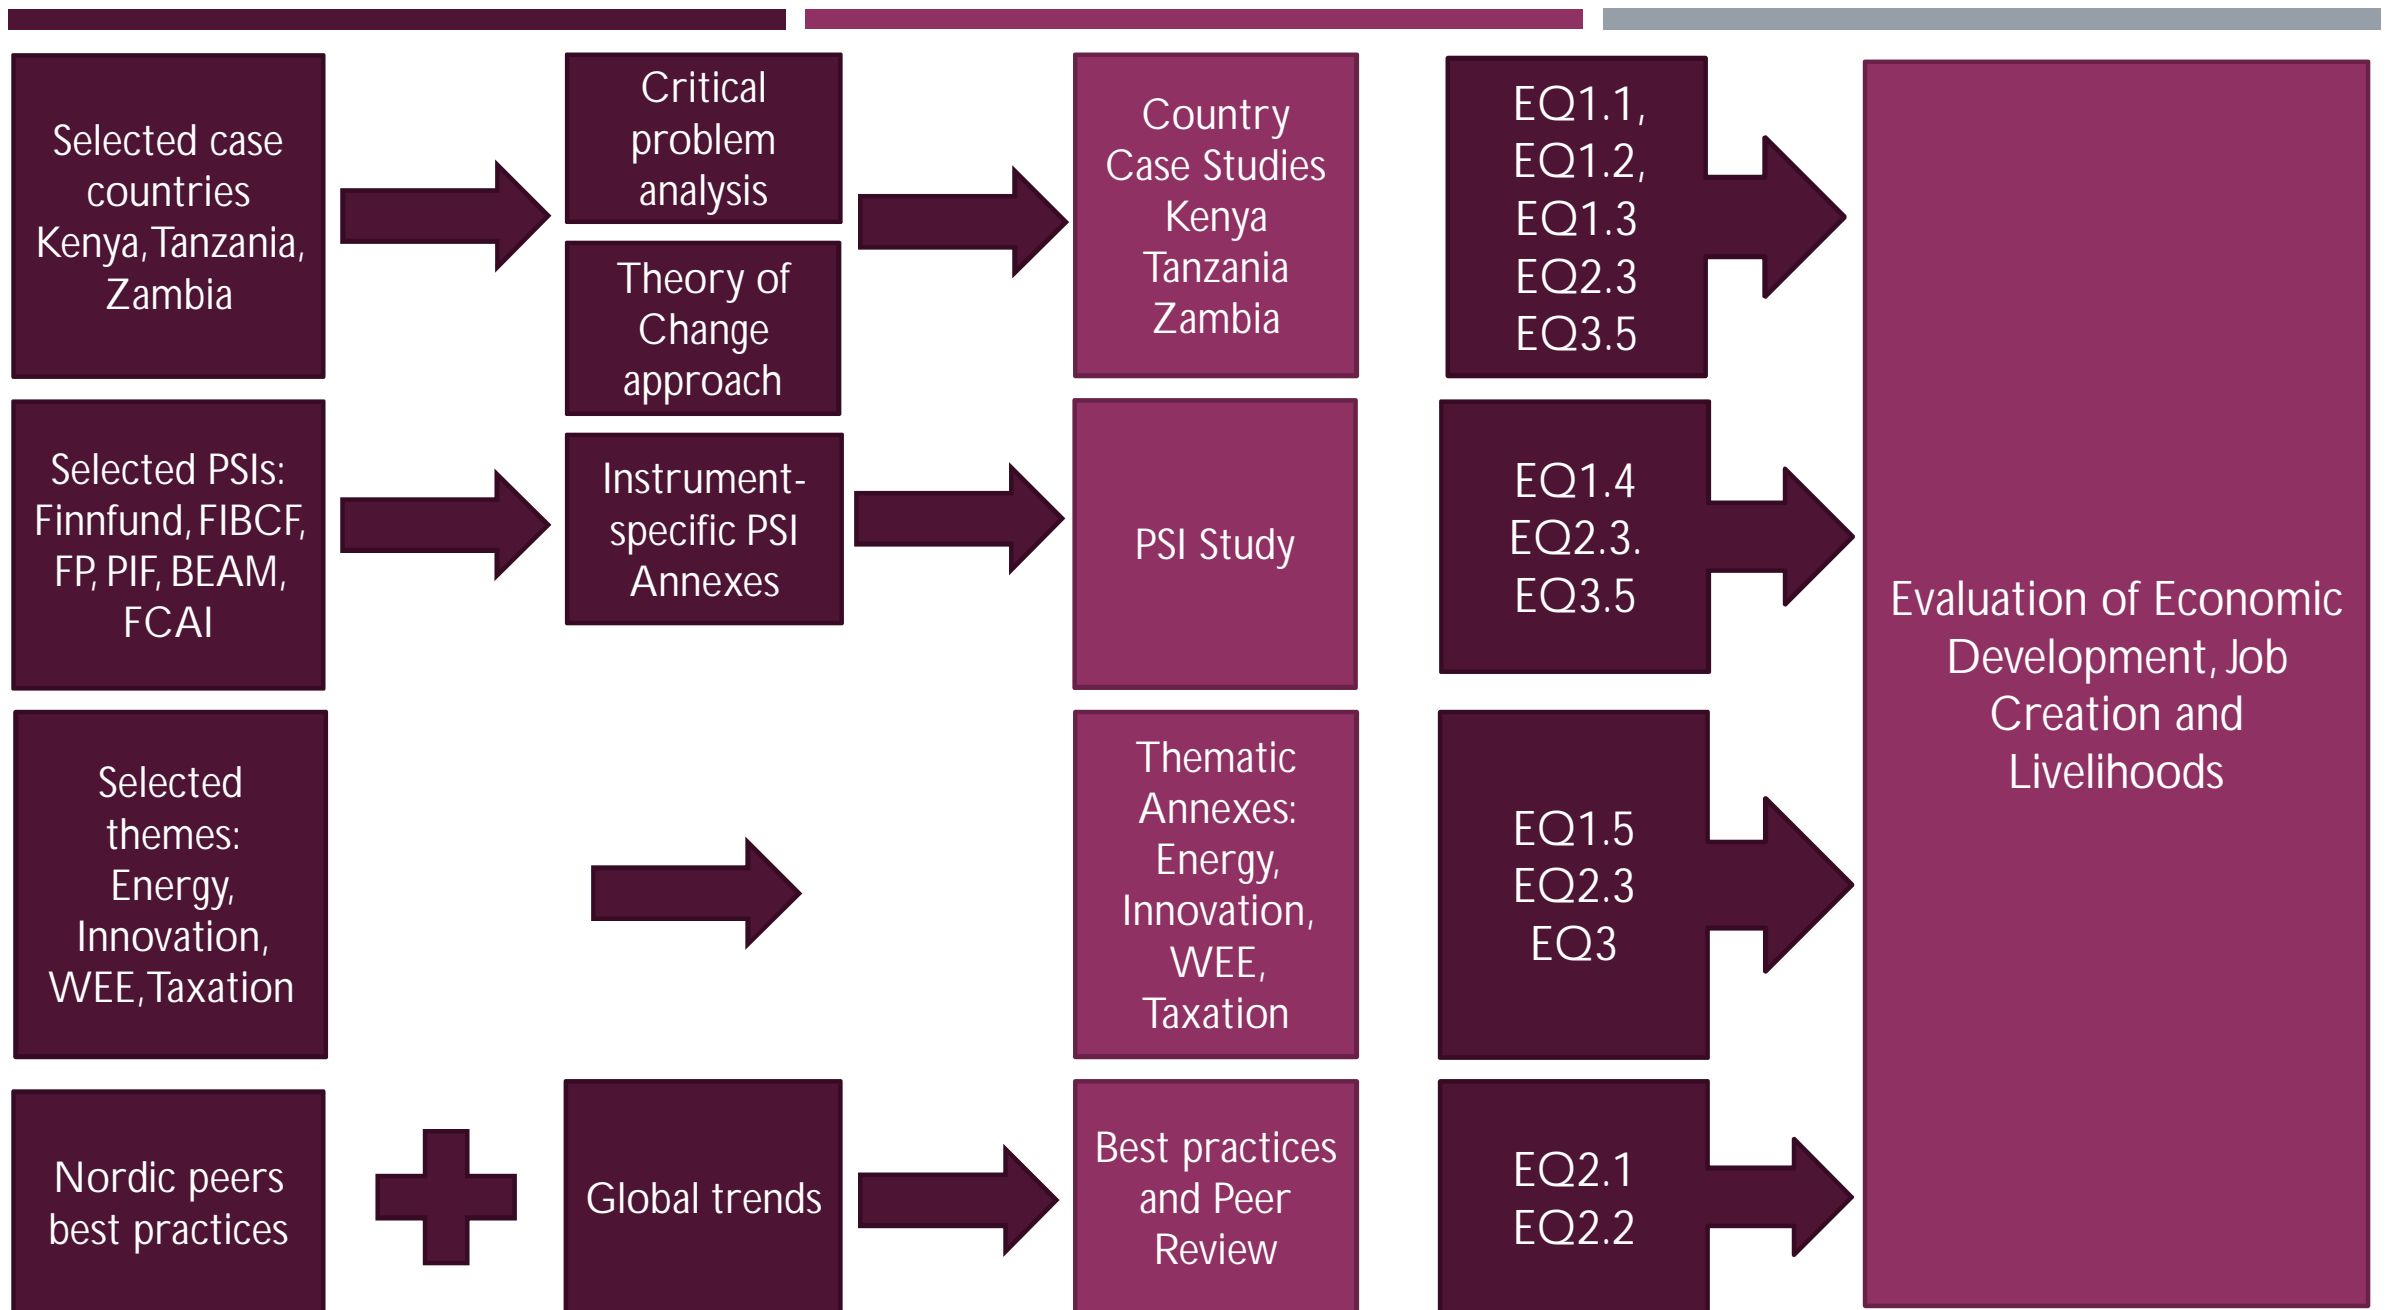 Selected case
countries
Kenya, Tanzania,
Zambia
Critical
problem
analysis
Theory of
Change
approach
Country
Case Studies
Kenya
Tanzania
Zambia
EQ1.1,
EQ1.2,
EQ1.3
EQ2.3
EQ3.5
Selected PSIs:
Finnfund, FIBCF,
FP, PIF, BEAM,
FCAI
Instrument-
specific PSI
Annexes
PSI Study
EQ1.4
EQ2.3.
EQ3.5
Selected
themes:
Energy,
Innovation,
WEE, Taxation
Thematic
Annexes:
Energy,
Innovation,
WEE,
Taxation
EQ1.5
EQ2.3
EQ3
Nordic peers
best practices
Global trends
Best practices
and Peer
Review
EQ2.1
EQ2.2
Evaluation of Economic
Development, Job
Creation and
Livelihoods